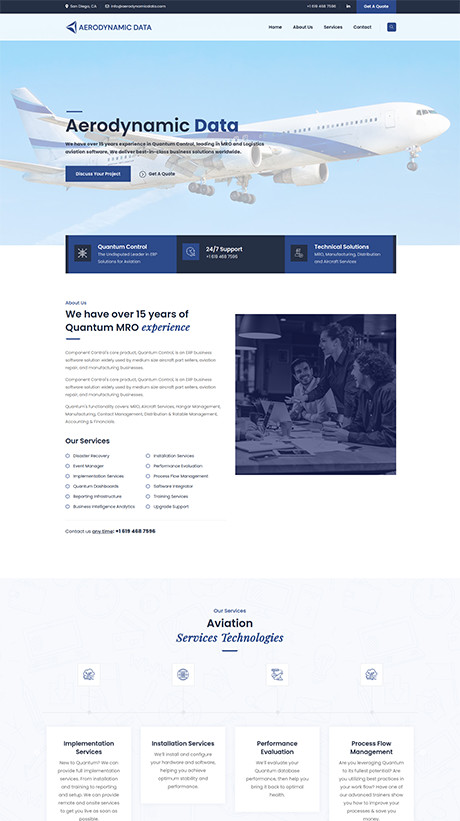 San Diego, CA
info@aerodynamicdata.com
+1 619 468 7596
in
Get A Quote
AERODYNAMIC DATA
Home
About Us
Services
Contact
Aerodynamic Data
We have over 15 years experience in Quantum Control, leading in MRO and Logistics
aviation software. We deliver best-in-class business solutions worldwide.
Discuss Your Project
Get A Quote
Quantum Control
The Undisputed Leader in ERP
Solutions for Aviation
24/7 Support
+1 619 468 7596
Technical Solutions
MRO, Manufacturing, Distribution
and Aircraft Services
About Us
We have over 15 years of
Quantum MRO experience
Component Control's core product, Quantum Control, is an ERP business
software solution widely used by medium size aircraft part sellers, aviation
repair, and manufacturing businesses.
Component Control's core product, Quantum Control, is an ERP business
software solution widely used by medium size aircraft part sellers, aviation
repair, and manufacturing businesses.
Quantum's functionality covers: MRO, Aircraft Services, Hangar Management,
Manufacturing, Contact Management, Distribution & Rotable Management,
Accounting & Financials.
Our Services
Disaster Recovery
Event Manager
Implementation Services
Quantum Dashboards
Reporting Infrastructure
Business Intelligence Analytics
Installation Services
Performance Evaluation
Process Flow Management
Software Integrator
Training Services
Upgrade Support
Contact us any time! +1 619 468 7596
Our Services
Aviation
Services Technologies
Implementation
Services
New to Quantum? We can
provide full implementation
services. From installation
and training to reporting
and setup. We can provide
remote and onsite services
to get you live as soon as
possible.
Installation Services
We'll install and configure
your hardware and software,
helping you achieve
optimum stability and
performance.
Performance
Evaluation
We'll evaluate your
Quantum database
performance, then help you
bring it back to optimal
health.
Process Flow
Management
Are you leveraging Quantum
to its fullest potential? Are
you utilizing best practices in
your work flow? Have one of
our advanced trainers show
you how to improve your
processes & save you
money.